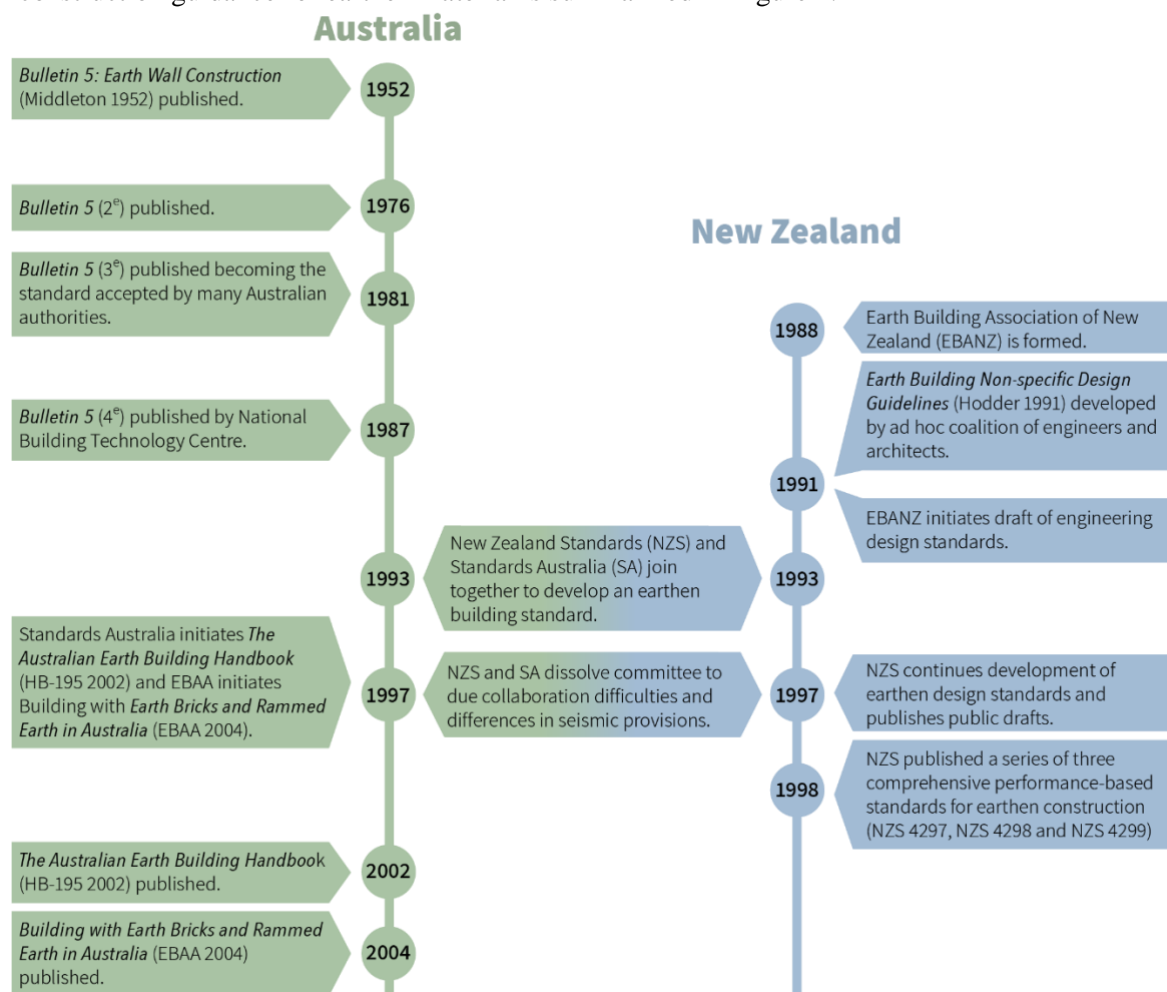 Australia
Bulletin 5: Earth Wall Construction
(Middleton 1952) published.
1952
Bulletin 5 (2e) published.
1976
New Zealand
Bulletin 5 (3e) published becoming the
standard accepted by many Australian
authorities.
1981
1988
Earth Building Association of New
Zealand (EBANZ) is formed.
Earth Building Non-specific Design
Guidelines (Hodder 1991) developed
by ad hoc coalition of engineers and
architects.
Bulletin 5 (4e) published by National
Building Technology Centre.
1987
1991
EBANZ initiates draft of engineering
design standards.
1993
New Zealand Standards (NZS) and
Standards Australia (SA) join
together to develop an earthen
building standard.
1993
Standards Australia initiates The
Australian Earth Building Handbook
(HB-195 2002) and EBAA initiates
Building with Earth Bricks and Rammed
Earth in Australia (EBAA 2004).
1997
NZS and SA dissolve committee to
due collaboration difficulties and
differences in seismic provisions.
1997
NZS continues development of
earthen design standards and
publishes public drafts.
1998
NZS published a series of three
comprehensive performance-based
standards for earthen construction
(NZS 4297, NZS 4298 and NZS 4299)
The Australian Earth Building Handbook
(HB-195 2002) published.
2002
Building with Earth Bricks and Rammed
Earth in Australia (EBAA 2004)
published.
2004